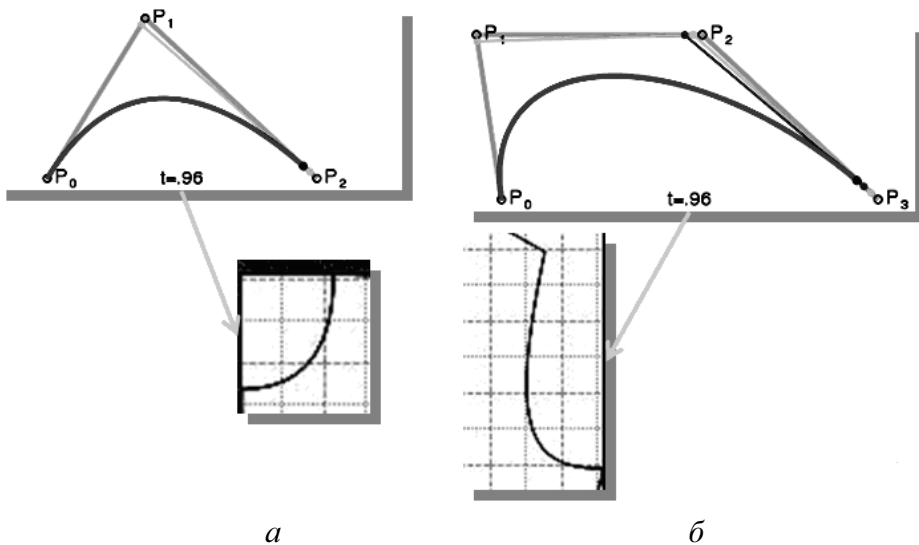 P₁
P₀
t=.96
P₂
P₁
P₂
P₀
t=.96
P₃
а
б